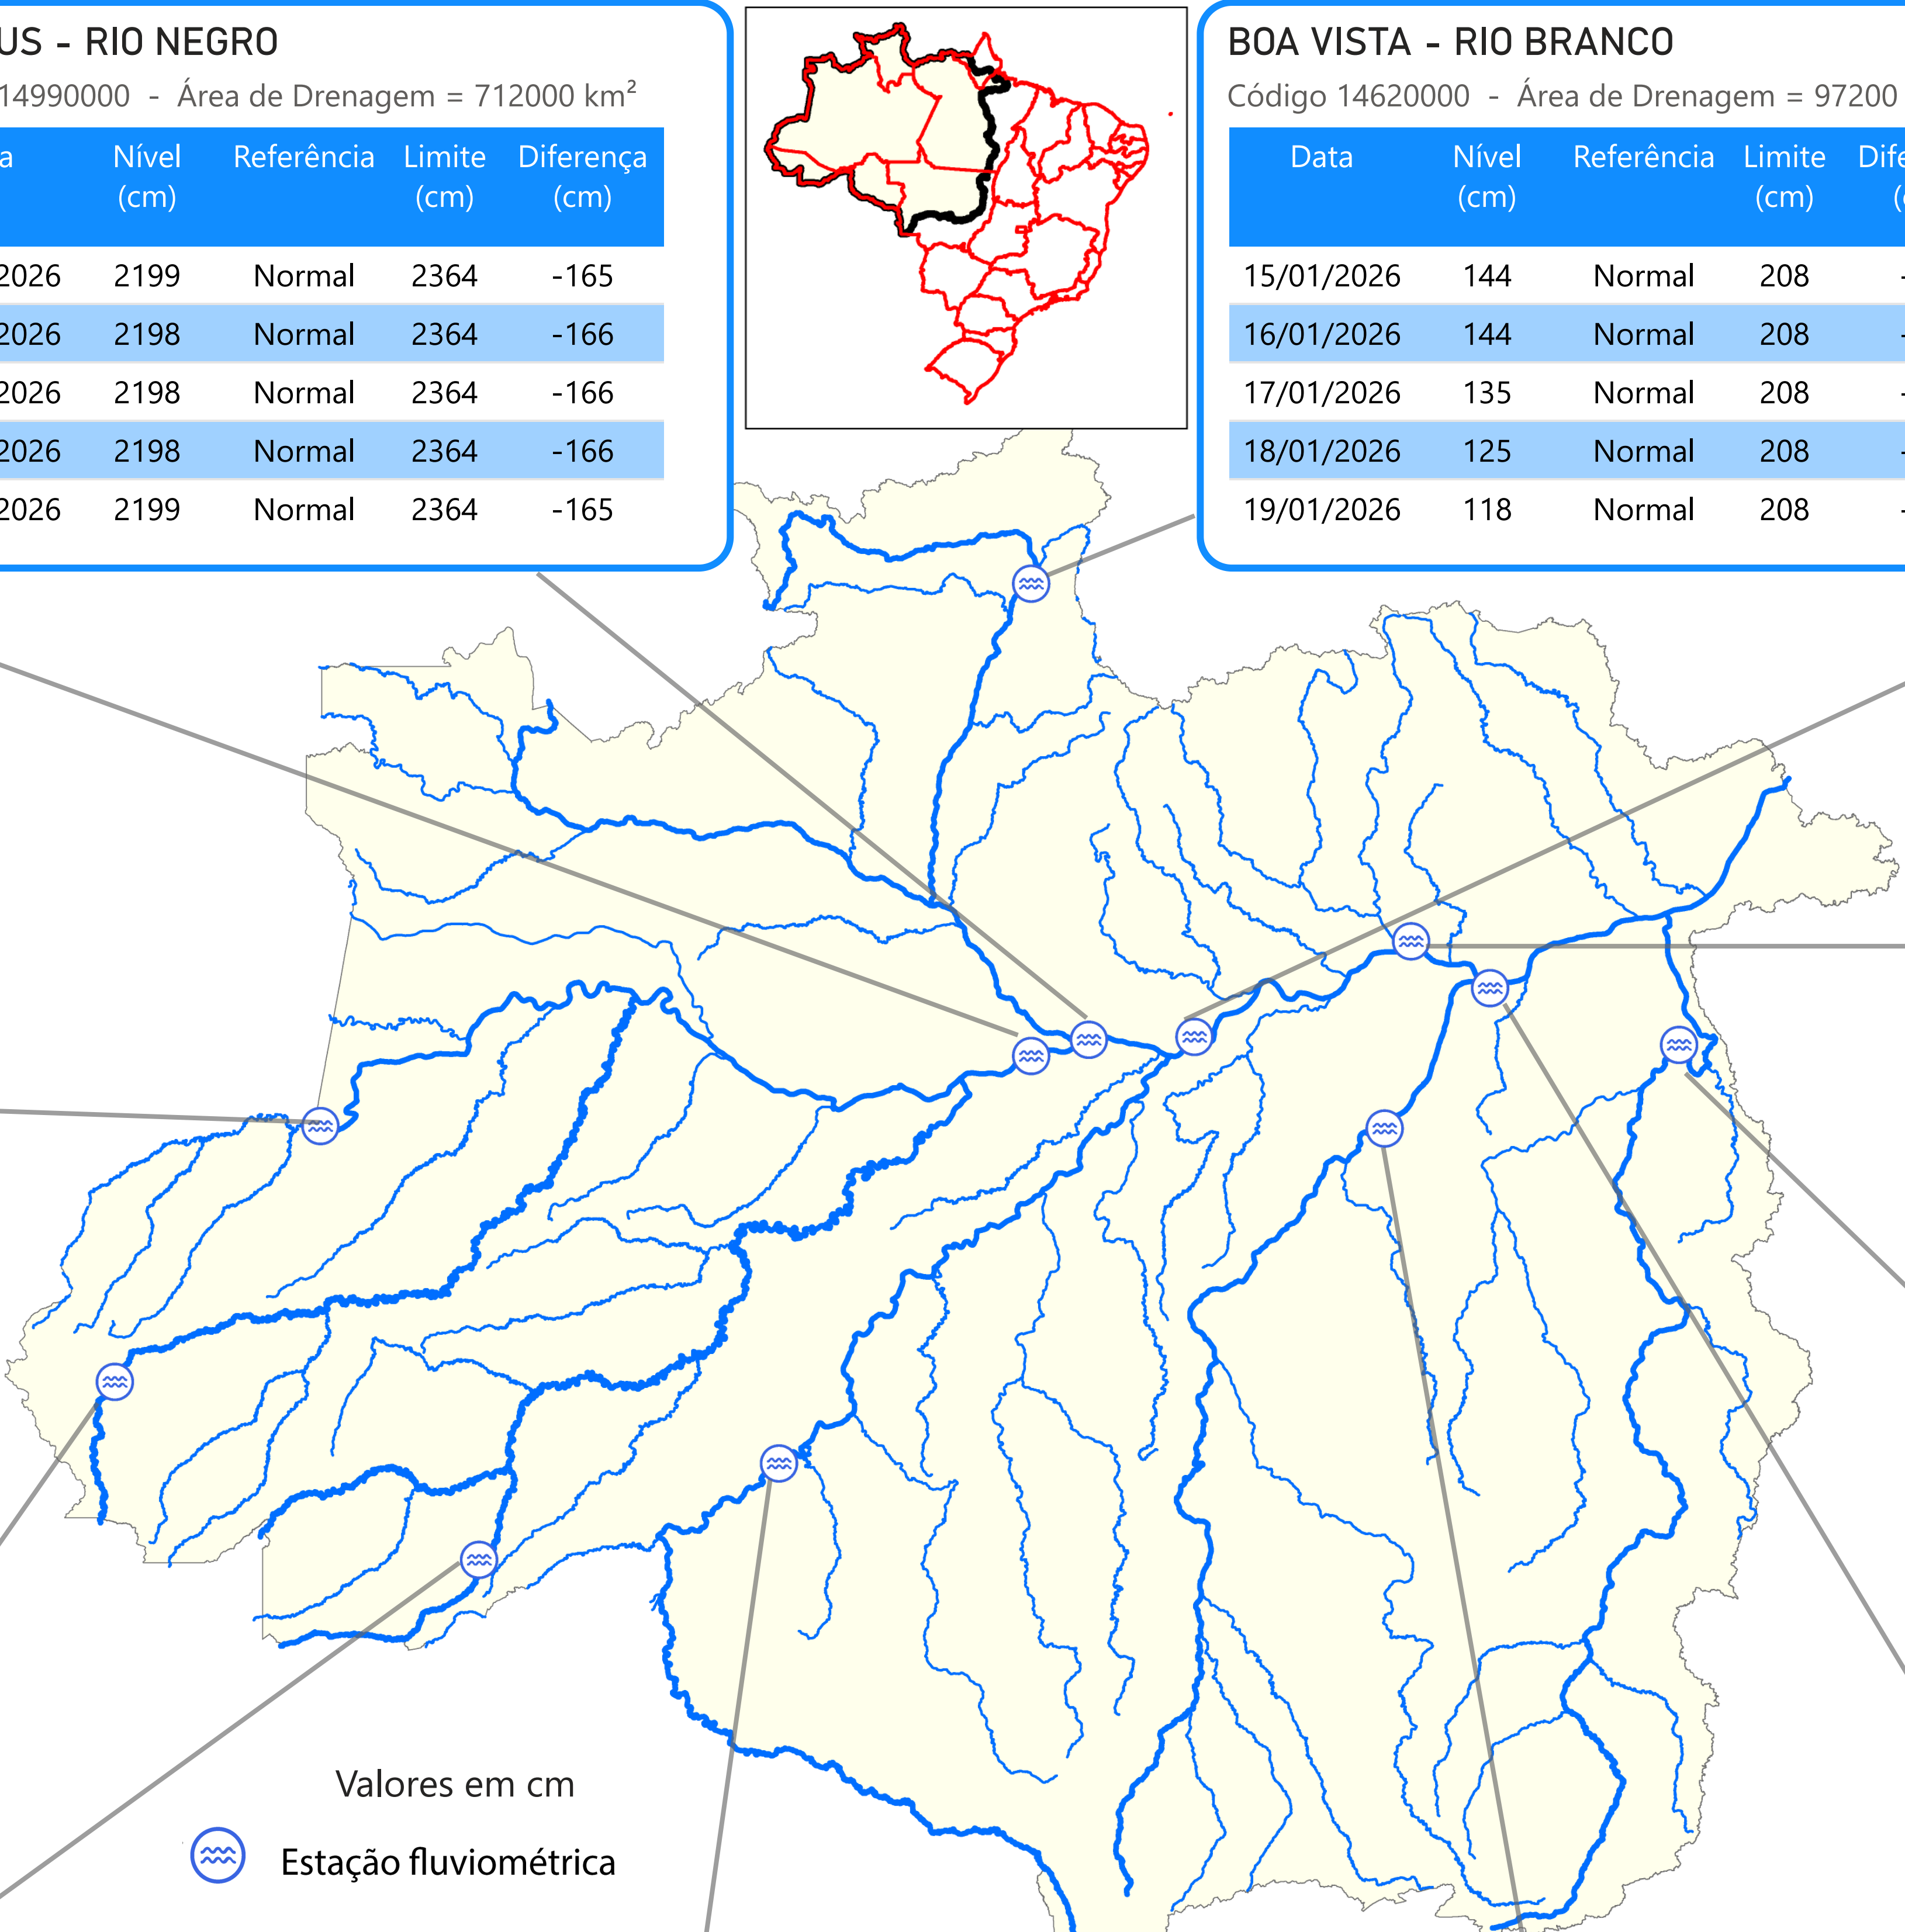 US - RIO NEGRO
14990000 - Área de Drenagem = 712000 km²
a Nível (cm) Referência Limite (cm) Diferença (cm)
2026 2199 Normal 2364 -165
2026 2198 Normal 2364 -166
2026 2198 Normal 2364 -166
2026 2198 Normal 2364 -166
2026 2199 Normal 2364 -165
BOA VISTA - RIO BRANCO
Código 14620000 - Área de Drenagem = 97200
Data Nível (cm) Referência Limite (cm) Dife
15/01/2026 144 Normal 208 -
16/01/2026 144 Normal 208 -
17/01/2026 135 Normal 208 -
18/01/2026 125 Normal 208 -
19/01/2026 118 Normal 208 -
Valores em cm
Estação fluviométrica